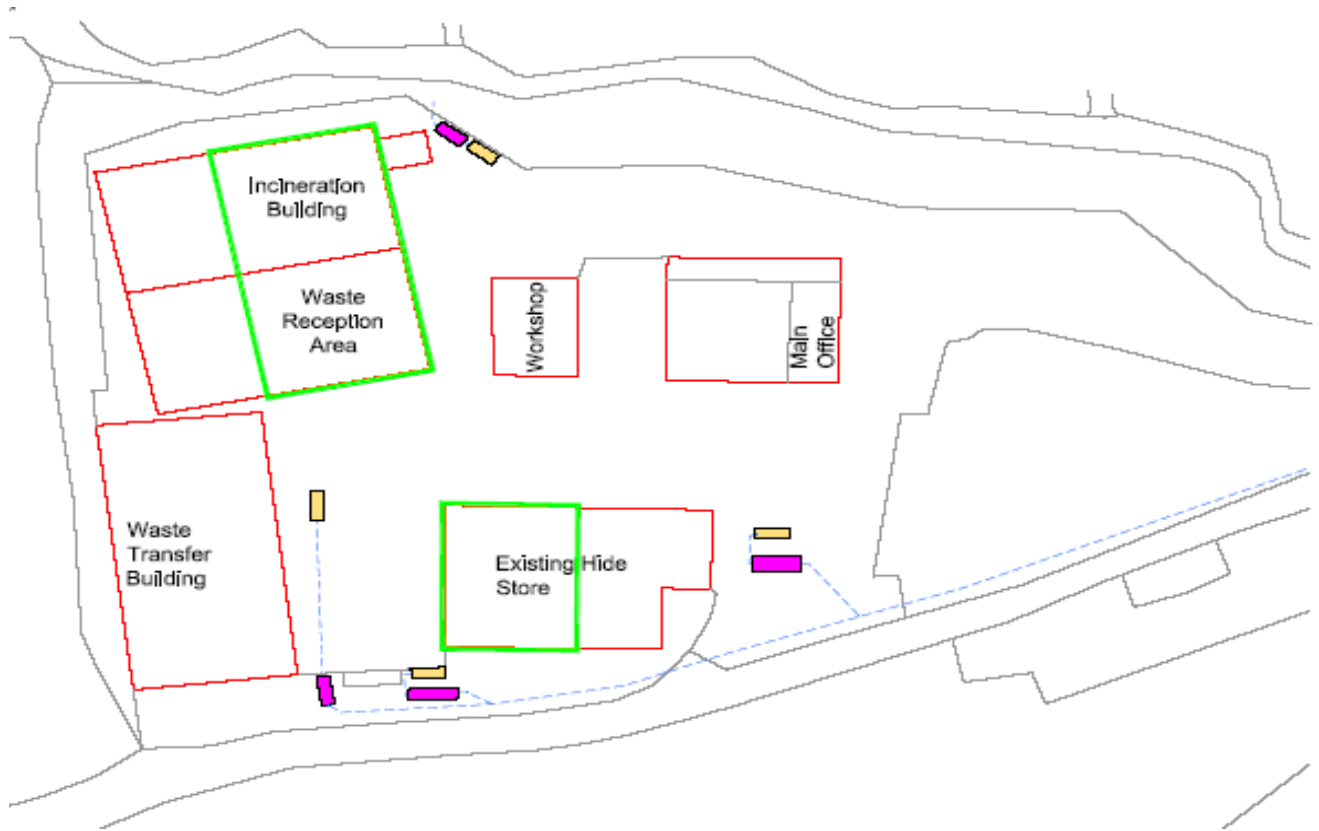 Incineration
Building
Waste
Reception
Area
Workshop
Main
Office
Waste
Transfer
Building
Existing Hide
Store